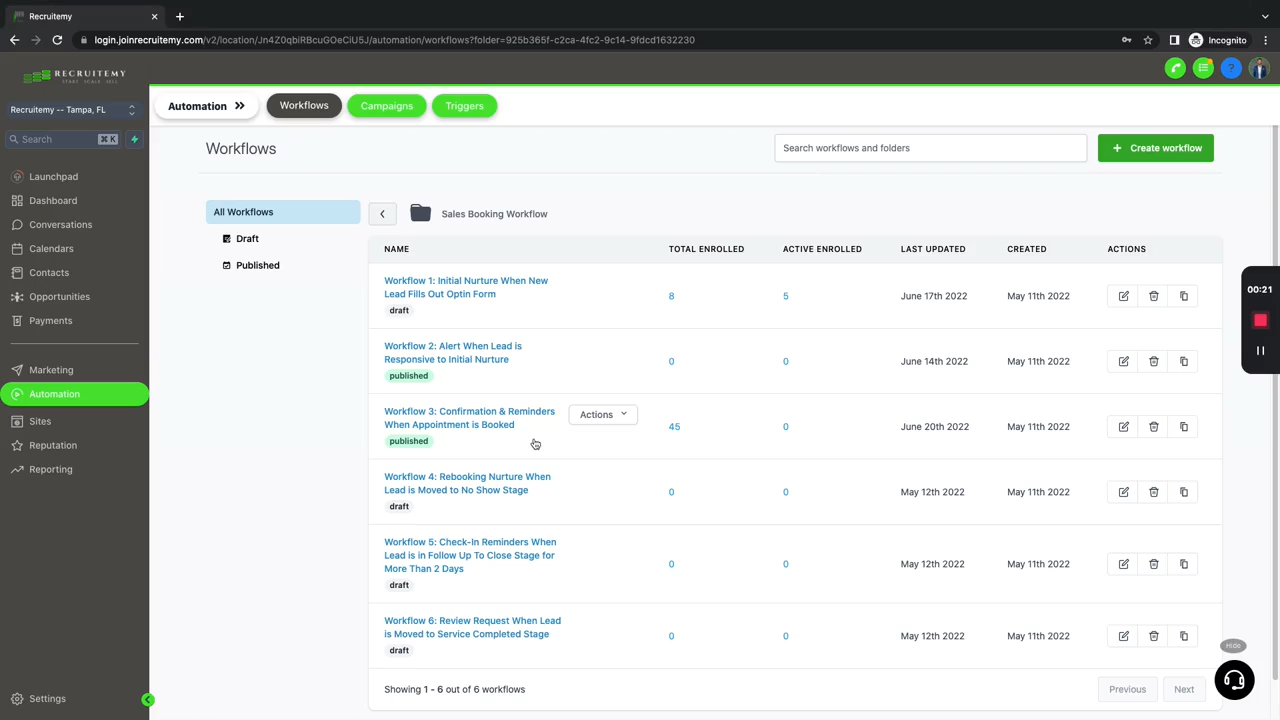 Recruitemy
login.joinrecruitemy.com/v2/location/Jn4Z0qbiRBcuGOeCiU5J/automation/workflows?folder=925b365f-c2ca-4fc2-9c14-9fdcd1632230
Incognito
RECRUITEMY
START. SCALE. SELL.
Automation
Workflows
Campaigns
Triggers
Recruitemy -- Tampa, FL
Search
⌘ K
Launchpad
Dashboard
Conversations
Calendars
Contacts
Opportunities
Payments
Marketing
Automation
Sites
Reputation
Reporting
Settings
Workflows
Search workflows and folders
+ Create workflow
All Workflows
Draft
Published
Sales Booking Workflow
NAME TOTAL ENROLLED ACTIVE ENROLLED LAST UPDATED CREATED ACTIONS
Workflow 1: Initial Nurture When New
Lead Fills Out Optin Form
draft
8 5 June 17th 2022 May 11th 2022
Workflow 2: Alert When Lead is
Responsive to Initial Nurture
published
0 0 June 14th 2022 May 11th 2022
Workflow 3: Confirmation & Reminders
When Appointment is Booked
published
Actions
45 0 June 20th 2022 May 11th 2022
Workflow 4: Rebooking Nurture When
Lead is Moved to No Show Stage
draft
0 0 May 12th 2022 May 11th 2022
Workflow 5: Check-In Reminders When
Lead is in Follow Up To Close Stage for
More Than 2 Days
draft
0 0 May 12th 2022 May 11th 2022
Workflow 6: Review Request When Lead
is Moved to Service Completed Stage
draft
0 0 May 12th 2022 May 11th 2022
Showing 1 - 6 out of 6 workflows
Previous
Next
00:21
Hide